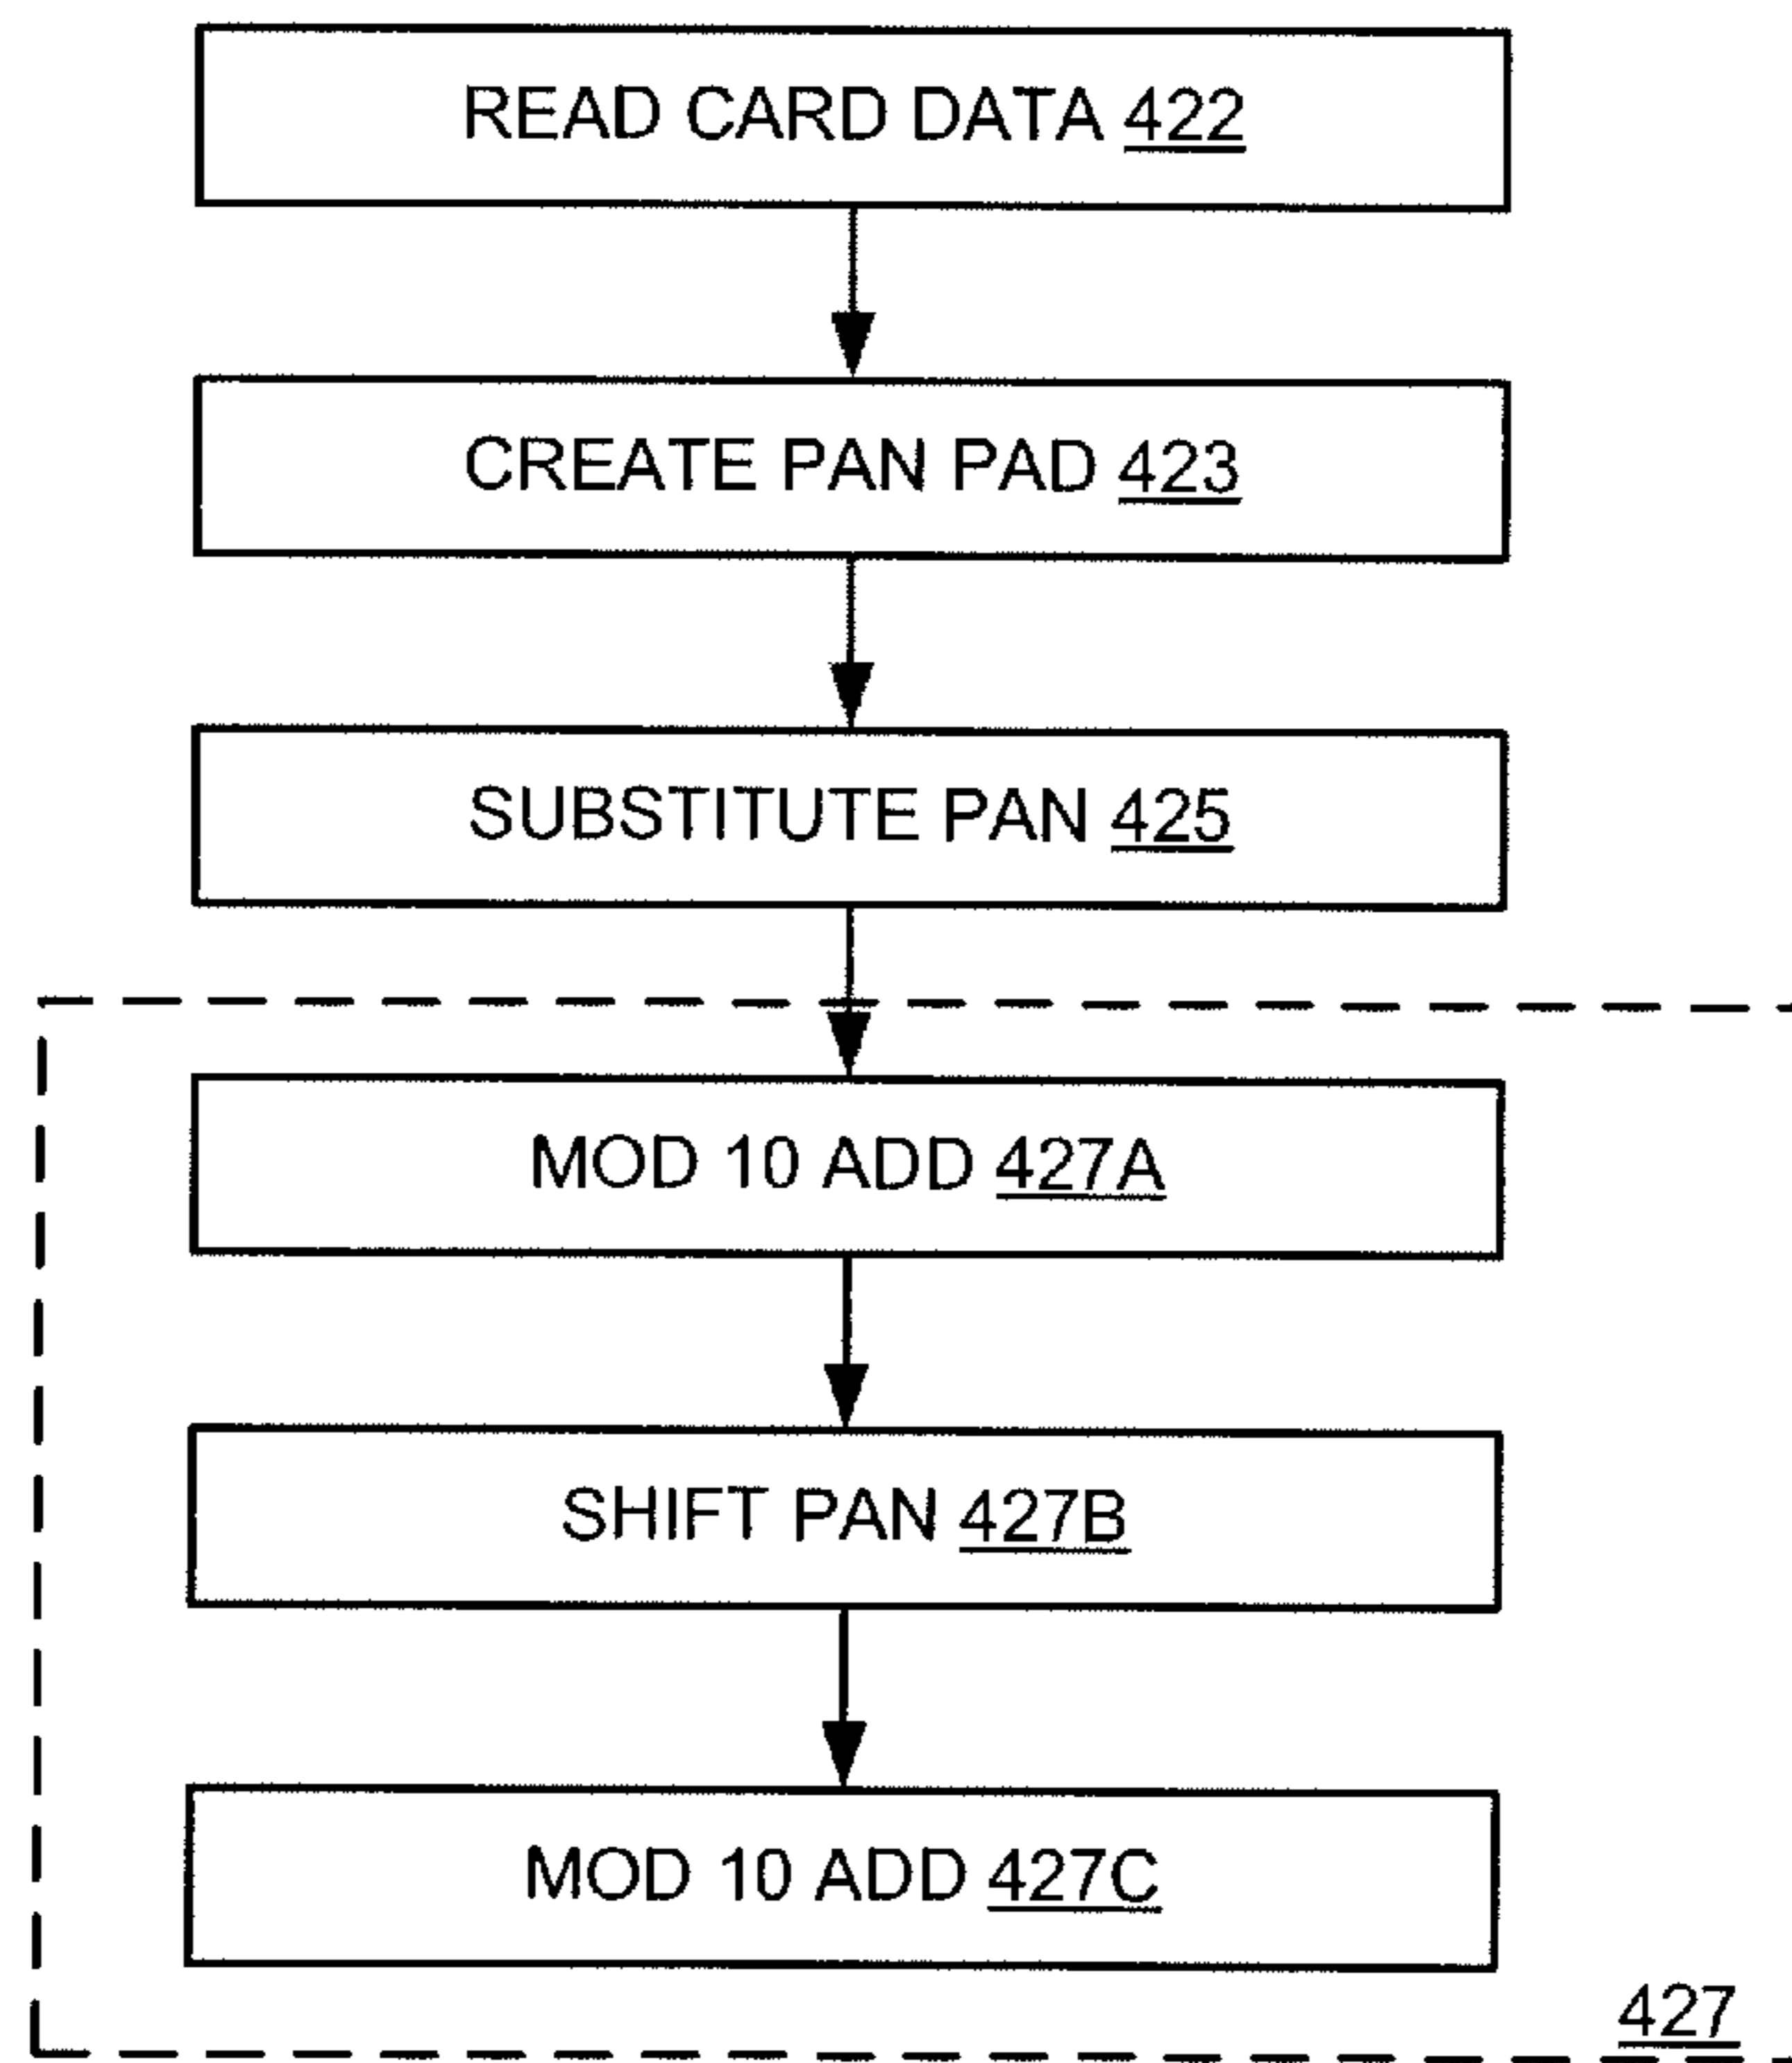 READ CARD DATA 422
CREATE PAN PAD 423
SUBSTITUTE PAN 425
MOD 10 ADD 427A
SHIFT PAN 427B
MOD 10 ADD 427C
427